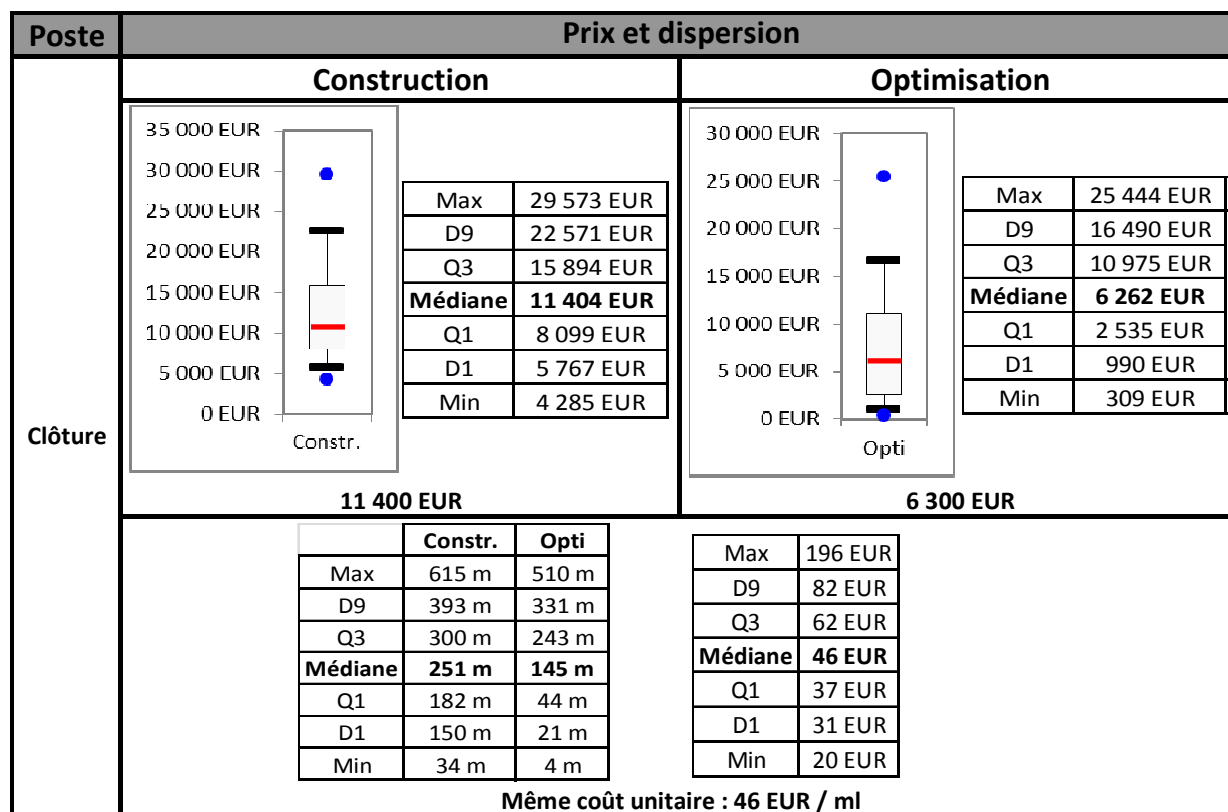 Poste Prix et dispersion
Construction Optimisation
35 000 EUR
30 000 EUR
25 000 EUR
20 000 EUR
15 000 EUR
10 000 EUR
5 000 EUR
0 EUR
Constr.
Max 29 573 EUR
D9 22 571 EUR
Q3 15 894 EUR
Médiane 11 404 EUR
Q1 8 099 EUR
D1 5 767 EUR
Min 4 285 EUR
30 000 EUR
25 000 EUR
20 000 EUR
15 000 EUR
10 000 EUR
5 000 EUR
0 EUR
Opti
Max 25 444 EUR
D9 16 490 EUR
Q3 10 975 EUR
Médiane 6 262 EUR
Q1 2 535 EUR
D1 990 EUR
Min 309 EUR
Clôture
11 400 EUR 6 300 EUR
Constr. Opti
Max 615 m 510 m
D9 393 m 331 m
Q3 300 m 243 m
Médiane 251 m 145 m
Q1 182 m 44 m
D1 150 m 21 m
Min 34 m 4 m
Max 196 EUR
D9 82 EUR
Q3 62 EUR
Médiane 46 EUR
Q1 37 EUR
D1 31 EUR
Min 20 EUR
Même coût unitaire : 46 EUR / ml